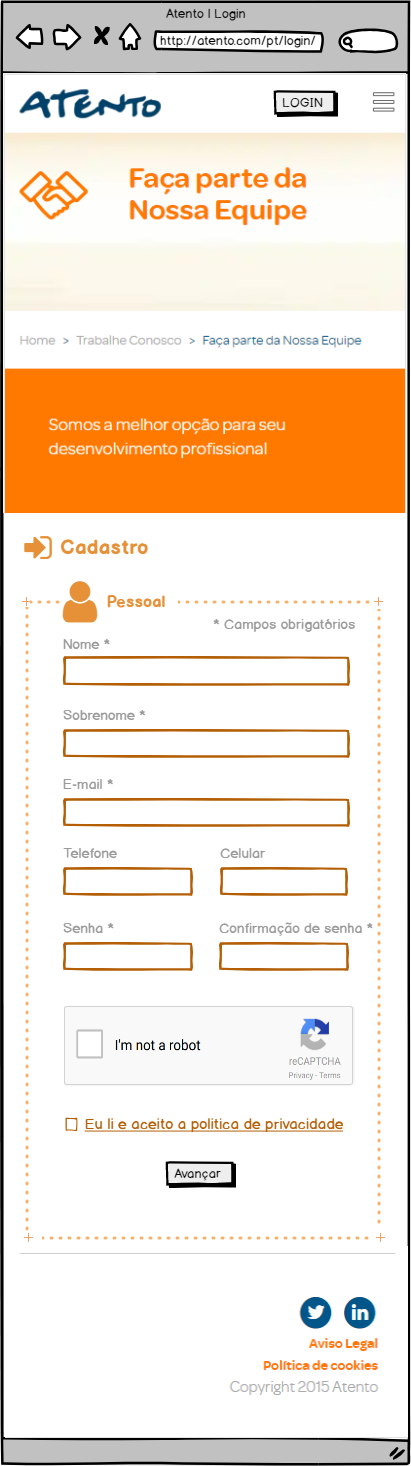 Atento | Login
http://atento.com/pt/login/
ATENTO
LOGIN
Faça parte da
Nossa Equipe
Home > Trabalhe Conosco > Faça parte da Nossa Equipe
Somos a melhor opção para seu
desenvolvimento profissional
Cadastro
Pessoal
* Campos obrigatórios
Nome *
Sobrenome *
E-mail *
Telefone Celular
Senha * Confirmação de senha *
I'm not a robot
reCAPTCHA
Privacy - Terms
Eu li e aceito a politica de privacidade
Avançar
Aviso Legal
Política de cookies
Copyright 2015 Atento